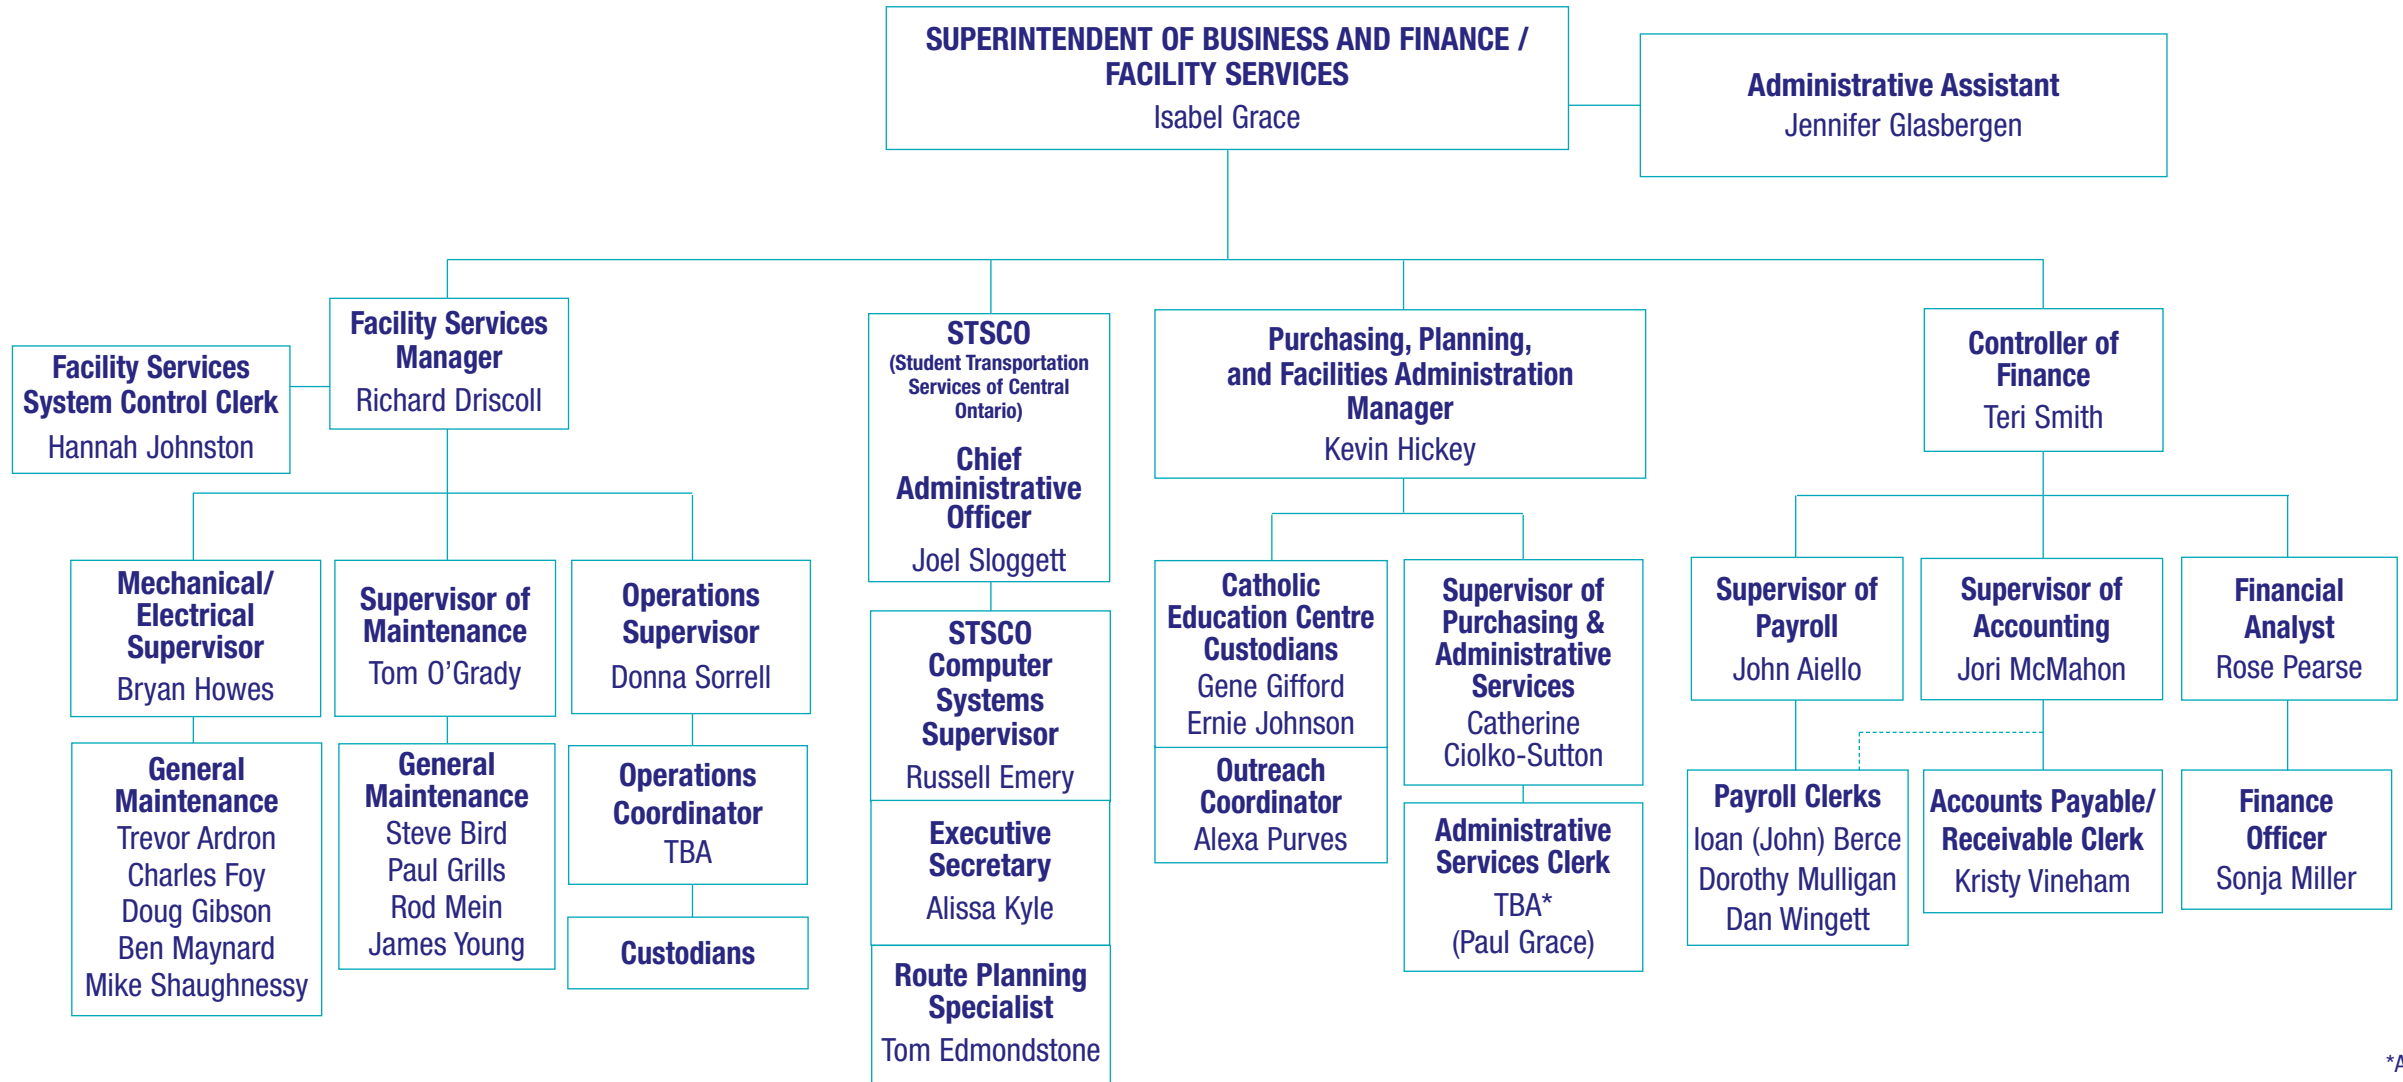 SUPERINTENDENT OF BUSINESS AND FINANCE /
FACILITY SERVICES
Isabel Grace
Administrative Assistant
Jennifer Glasbergen
Facility Services
System Control Clerk
Hannah Johnston
Facility Services
Manager
Richard Driscoll
STSCO
(Student Transportation
Services of Central
Ontario)
Chief
Administrative
Officer
Joel Sloggett
Purchasing, Planning,
and Facilities Administration
Manager
Kevin Hickey
Controller of
Finance
Teri Smith
Mechanical/
Electrical
Supervisor
Bryan Howes
Supervisor of
Maintenance
Tom O’Grady
Operations
Supervisor
Donna Sorrell
STSCO
Computer
Systems
Supervisor
Russell Emery
Catholic
Education Centre
Custodians
Gene Gifford
Ernie Johnson
Supervisor of
Purchasing &
Administrative
Services
Catherine
Ciolko-Sutton
Supervisor of
Payroll
John Aiello
Supervisor of
Accounting
Jori McMahon
Financial
Analyst
Rose Pearse
General
Maintenance
Trevor Ardron
Charles Foy
Doug Gibson
Ben Maynard
Mike Shaughnessy
General
Maintenance
Steve Bird
Paul Grills
Rod Mein
James Young
Operations
Coordinator
TBA
Custodians
Executive
Secretary
Alissa Kyle
Route Planning
Specialist
Tom Edmondstone
Outreach
Coordinator
Alexa Purves
Administrative
Services Clerk
TBA*
(Paul Grace)
Payroll Clerks
Ioan (John) Berce
Dorothy Mulligan
Dan Wingett
Accounts Payable/
Receivable Clerk
Kristy Vineham
Finance
Officer
Sonja Miller